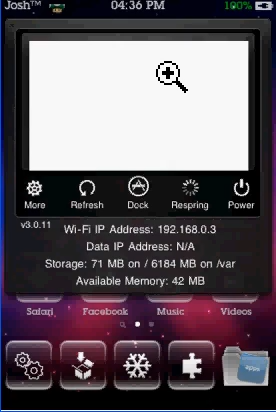 Josh™ 04:36 PM 100%
More Refresh Dock Respring Power
v3.0.11
Wi-Fi IP Address: 192.168.0.3
Data IP Address: N/A
Storage: 71 MB on / 6184 MB on /var
Available Memory: 42 MB
Safari Facebook Music Videos
apps